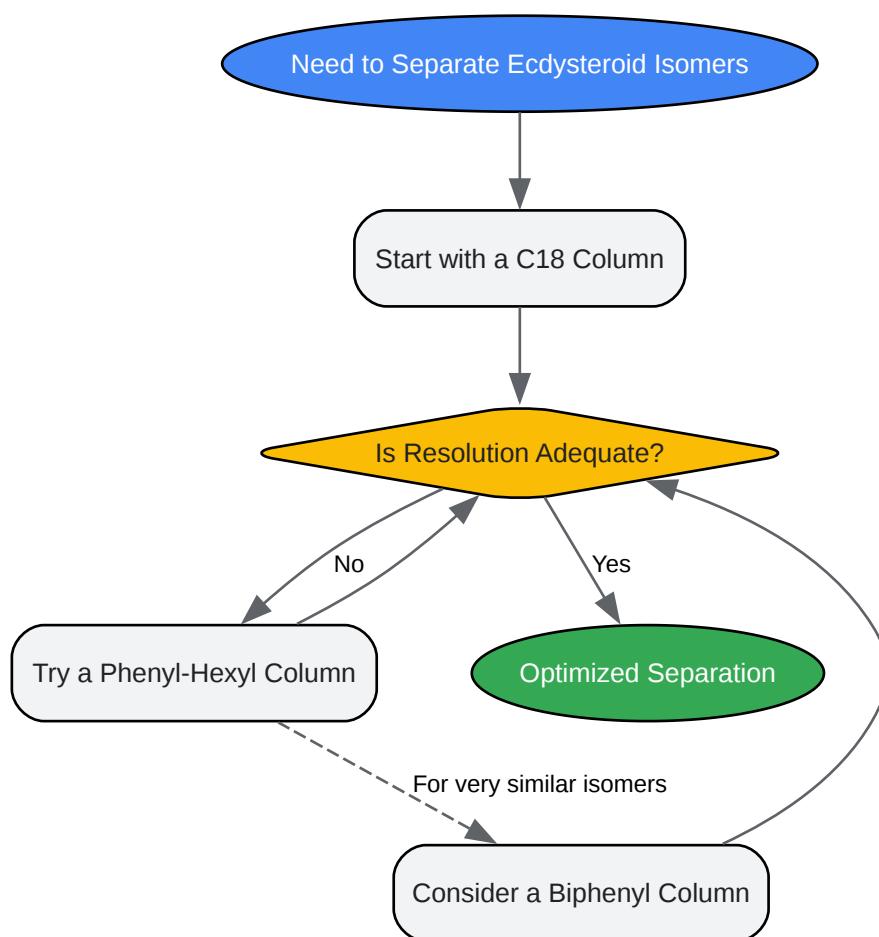 Need to Separate Ecdysteroid Isomers
Start with a C18 Column
Is Resolution Adequate?
No
Yes
Try a Phenyl-Hexyl Column
Optimized Separation
For very similar isomers
Consider a Biphenyl Column